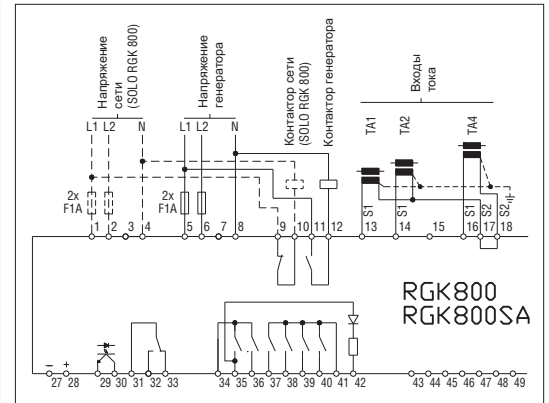 Напряжение
сети
(SOLO RGK 800)
Напряжение
генератора
Контактор сети
(SOLO RGK 800)
Контактор генератора
Входы
тока
TA1
TA2
TA4
L1 L2 N
L1 L2 N
2x
F1A
2x
F1A
S1 S1 S1 S2 S2
1 2 3 4 5 6 7 8 9 10 11 12 13 14 15 16 17 18
RGK800
RGK800SA
– +
27 28 29 30 31 32 33 34 35 36 37 38 39 40 41 42 43 44 45 46 47 48 49